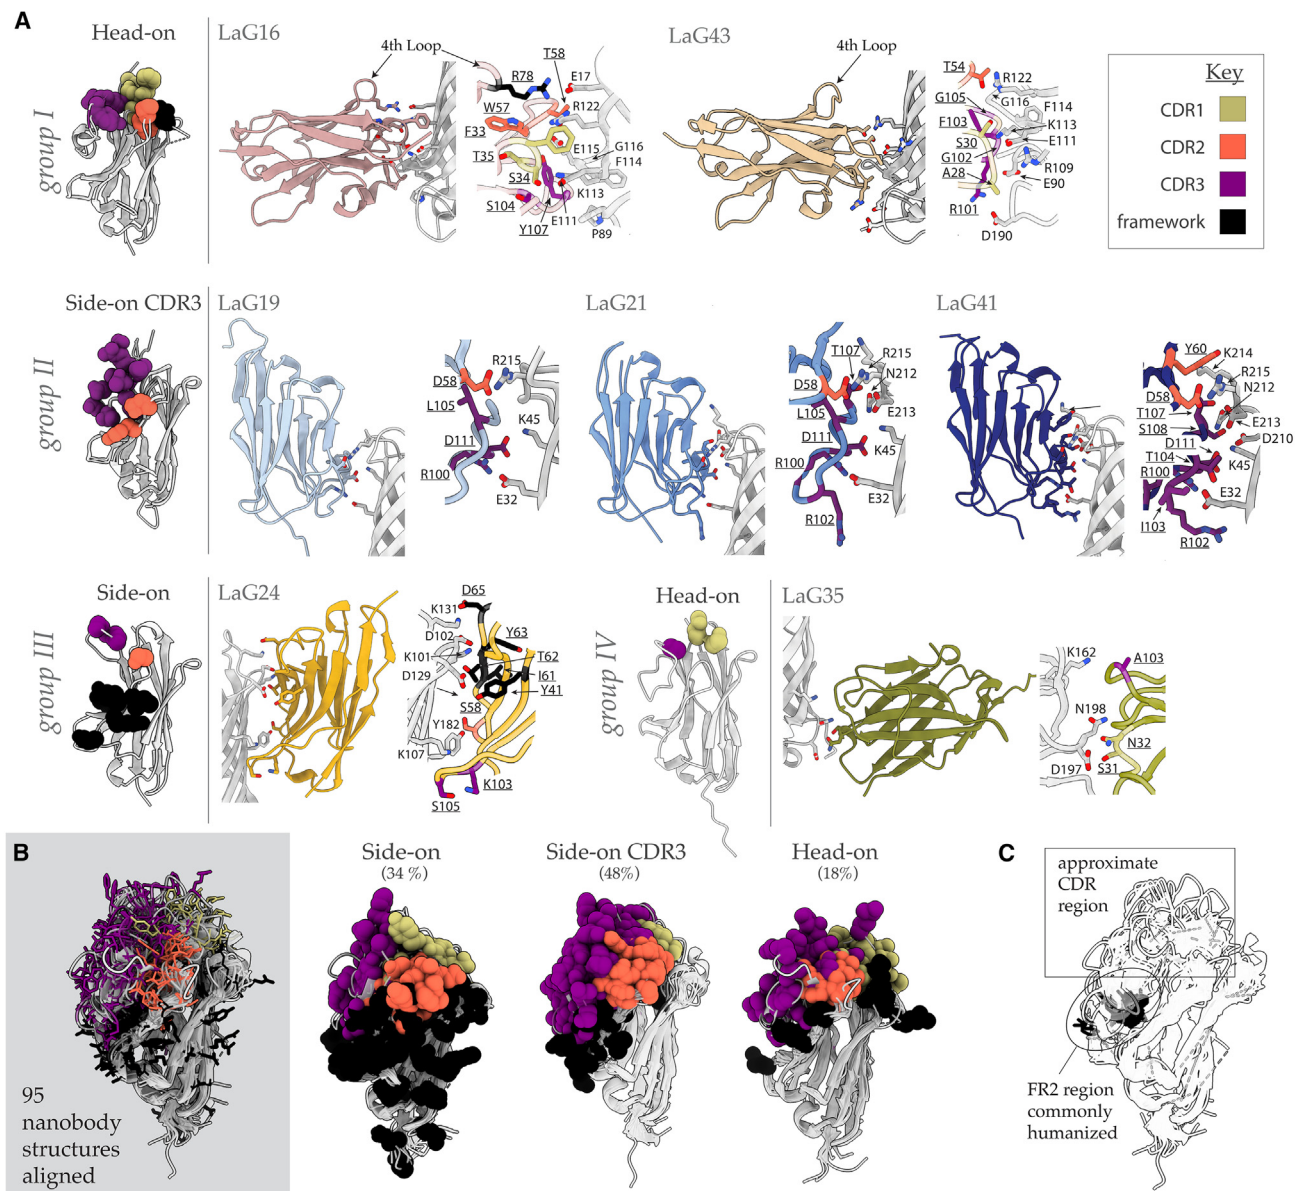 A
Head-on
group I
LaG16
4th Loop
R78
T58
E17
W57
R122
F33
E115
G116
F114
T35
S34
K113
S104
E111
Y107
P89
LaG43
4th Loop
T54
R122
G105
G116
F114
F103
K113
S30
E111
G102
R109
A28
E90
R101
D190
Key
CDR1
CDR2
CDR3
framework
Side-on CDR3
group II
LaG19
R215
D58
L105
K45
D111
R100
E32
LaG21
T107
R215
N212
D58
E213
L105
D111
K45
R100
E32
R102
LaG41
Y60
K214
R215
N212
D58
T107
E213
S108
D210
D111
T104
K45
R100
E32
I103
R102
Side-on
group III
LaG24
D65
K131
D102
Y63
K101
T62
D129
I61
Y41
S58
Y182
K107
K103
S105
Head-on
group IV
LaG35
K162
A103
N198
N32
D197
S31
B
95
nanobody
structures
aligned
Side-on
(34 %)
Side-on CDR3
(48%)
Head-on
(18%)
C
approximate
CDR
region
FR2 region
commonly
humanized